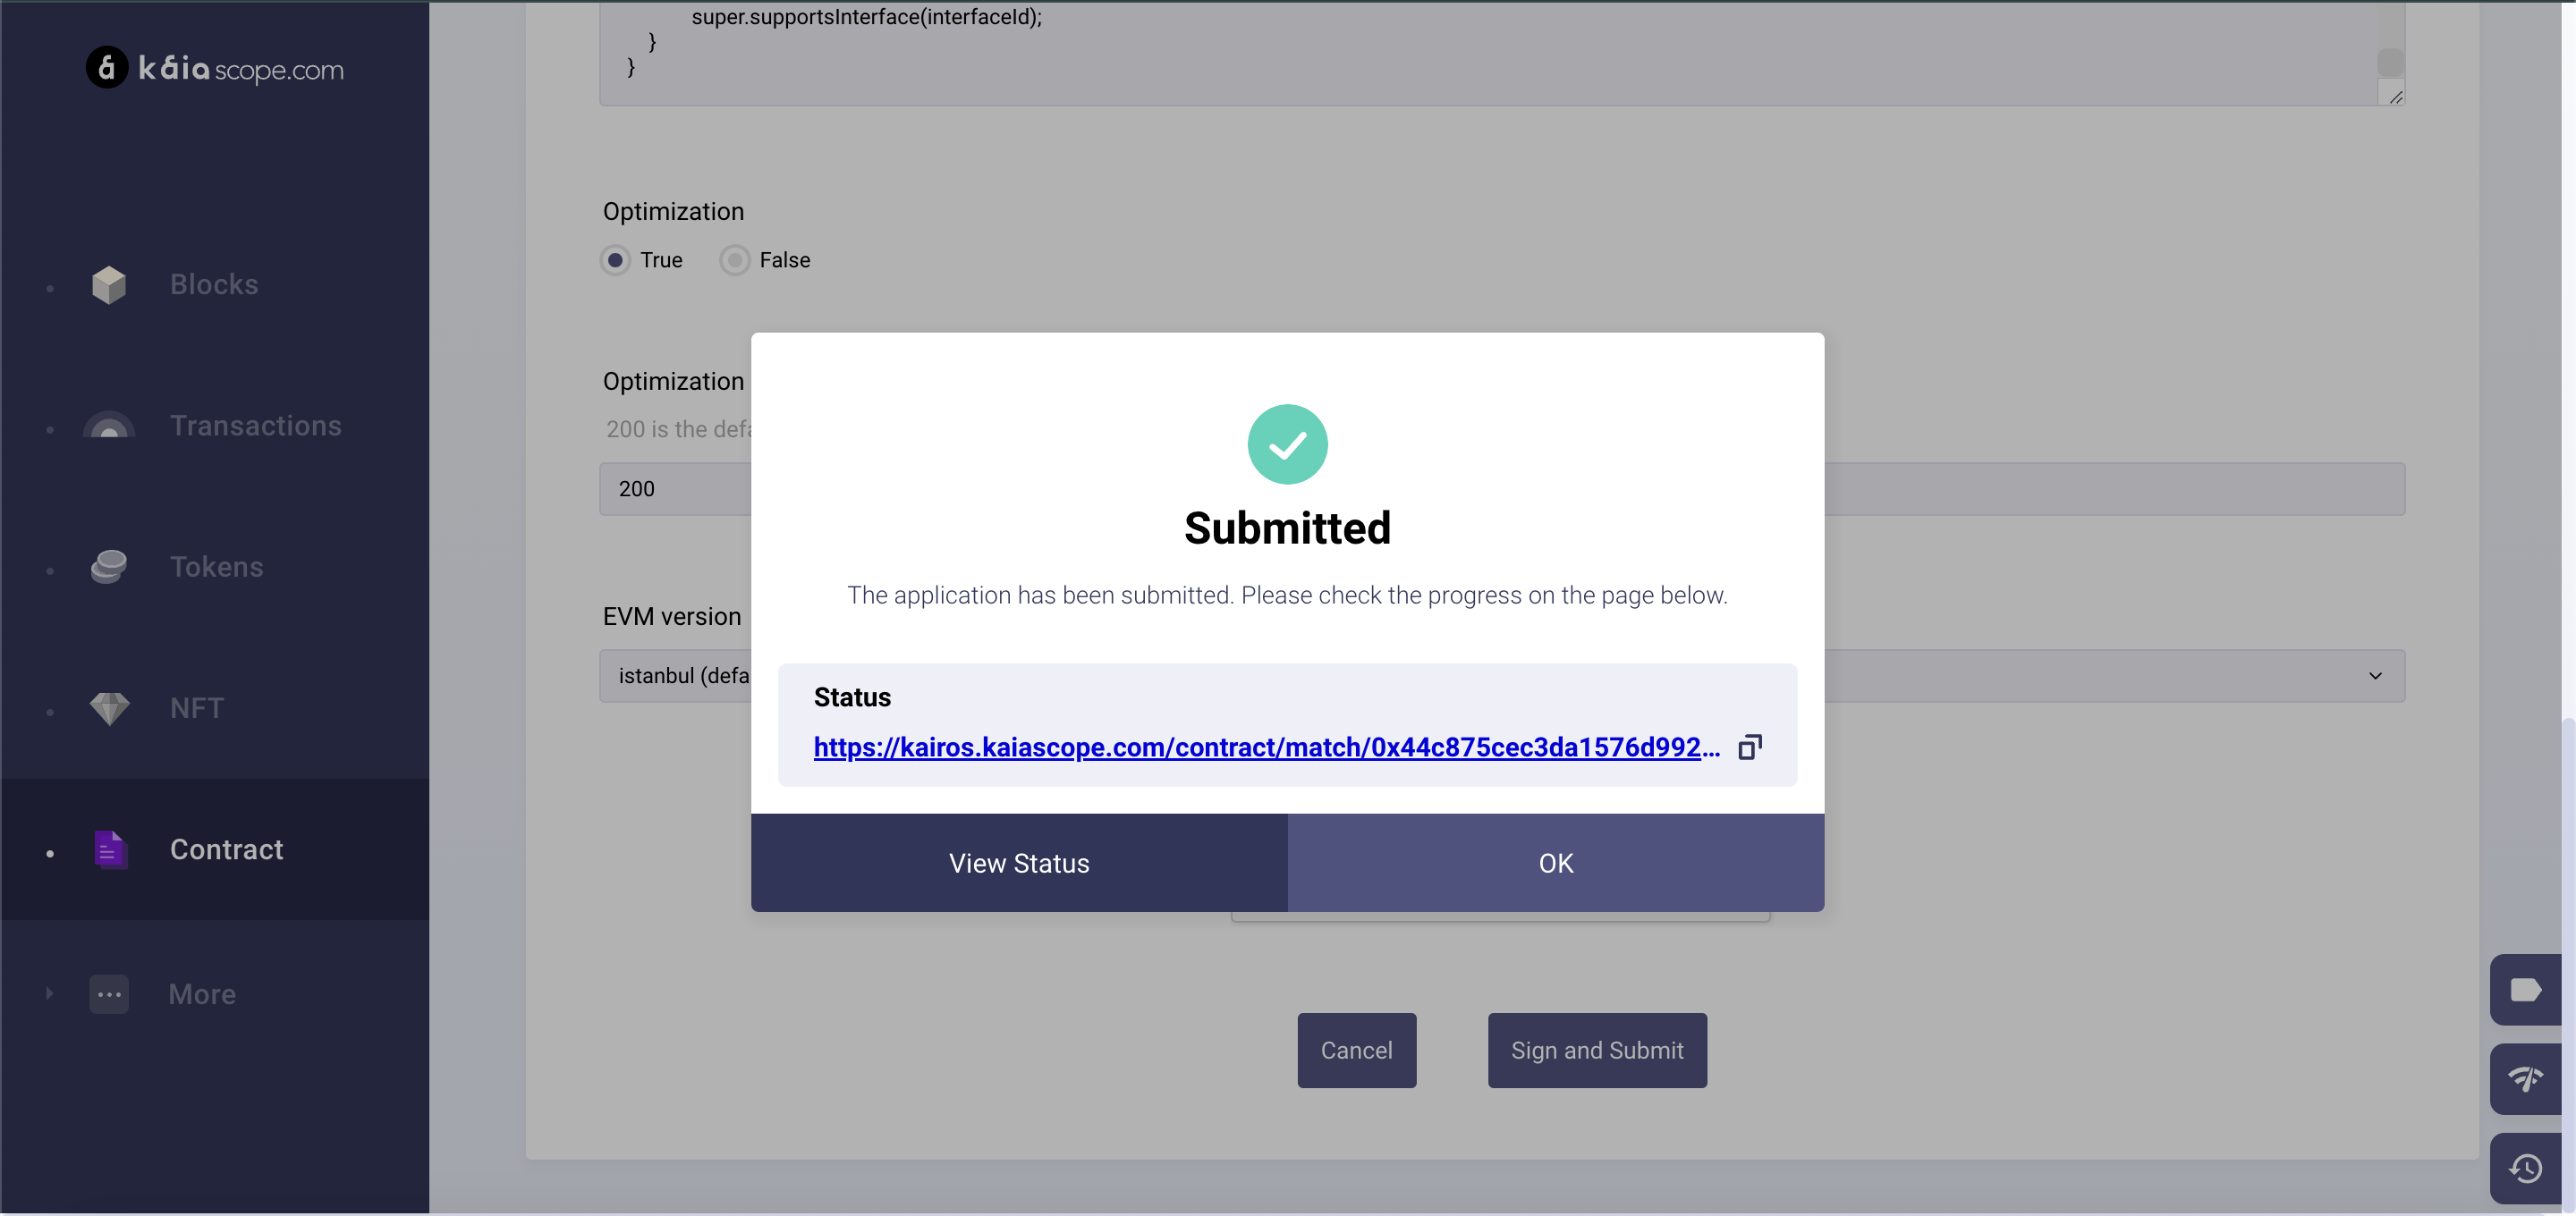 kaiascope.com
Blocks
Transactions
Tokens
NFT
Contract
More
super.supportsInterface(interfaceId);
}
}
Optimization
True False
Optimization
200 is the defa
200
EVM version
istanbul (defa
Submitted
The application has been submitted. Please check the progress on the page below.
Status
https://kairos.kaiascope.com/contract/match/0x44c875cec3da1576d992...
View Status OK
Cancel Sign and Submit